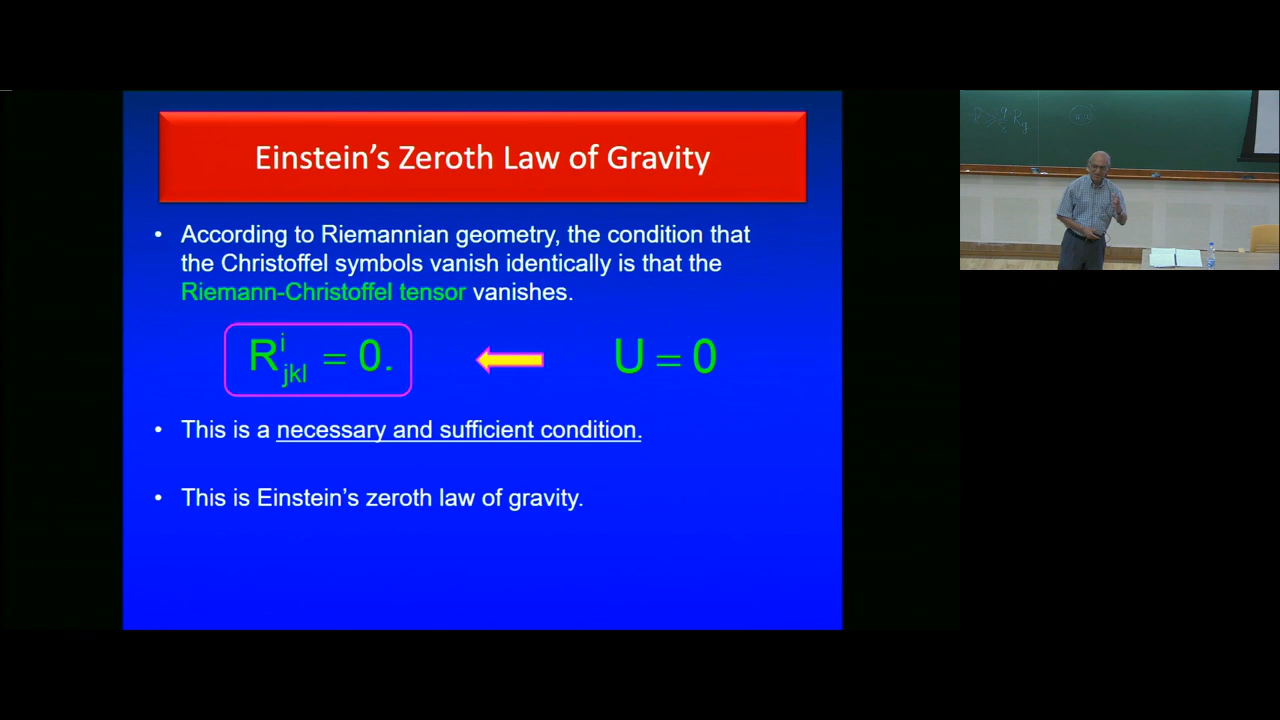 Einstein's Zeroth Law of Gravity
• According to Riemannian geometry, the condition that
the Christoffel symbols vanish identically is that the
Riemann-Christoffel tensor vanishes.
R^i_jkl = 0. U = 0
• This is a necessary and sufficient condition.
• This is Einstein's zeroth law of gravity.